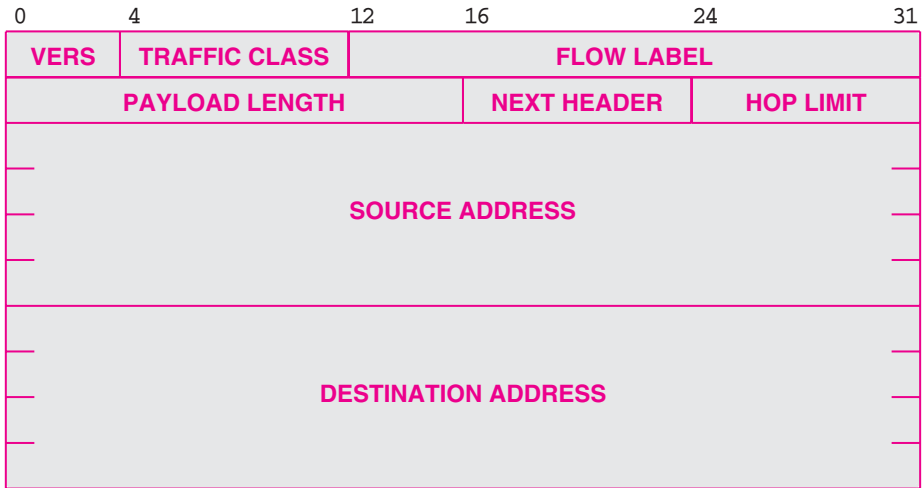 0 4 12 16 24 31
VERS TRAFFIC CLASS FLOW LABEL
PAYLOAD LENGTH NEXT HEADER HOP LIMIT
SOURCE ADDRESS
DESTINATION ADDRESS